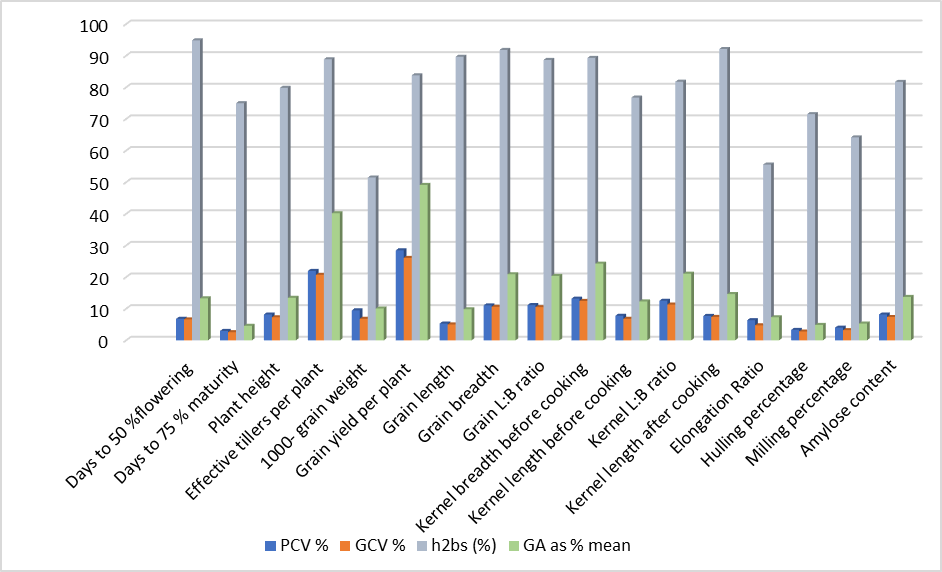 100
90
80
70
60
50
40
30
20
10
0
Days to 50 %flowering
Days to 75 % maturity
Plant height
Effective tillers per plant
1000- grain weight
Grain yield per plant
Grain length
Grain breadth
Grain L:B ratio
Kernel breadth before cooking
Kernel length before cooking
Kernel L:B ratio
Kernel length after cooking
Elongation Ratio
Hulling percentage
Milling percentage
Amylose content
PCV % GCV % h2bs (%) GA as % mean